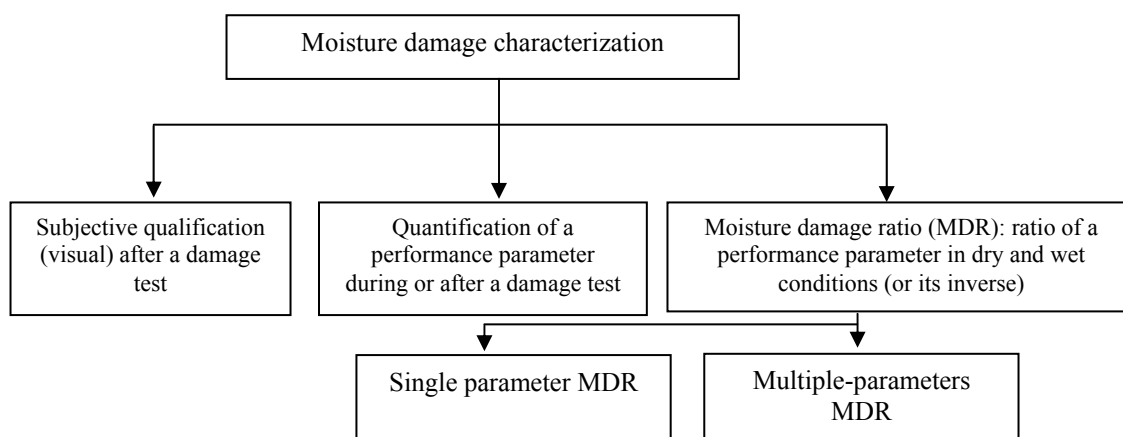 Moisture damage characterization
Subjective qualification
(visual) after a damage
test
Quantification of a
performance parameter
during or after a damage test
Moisture damage ratio (MDR): ratio of a
performance parameter in dry and wet
conditions (or its inverse)
Single parameter MDR
Multiple-parameters
MDR